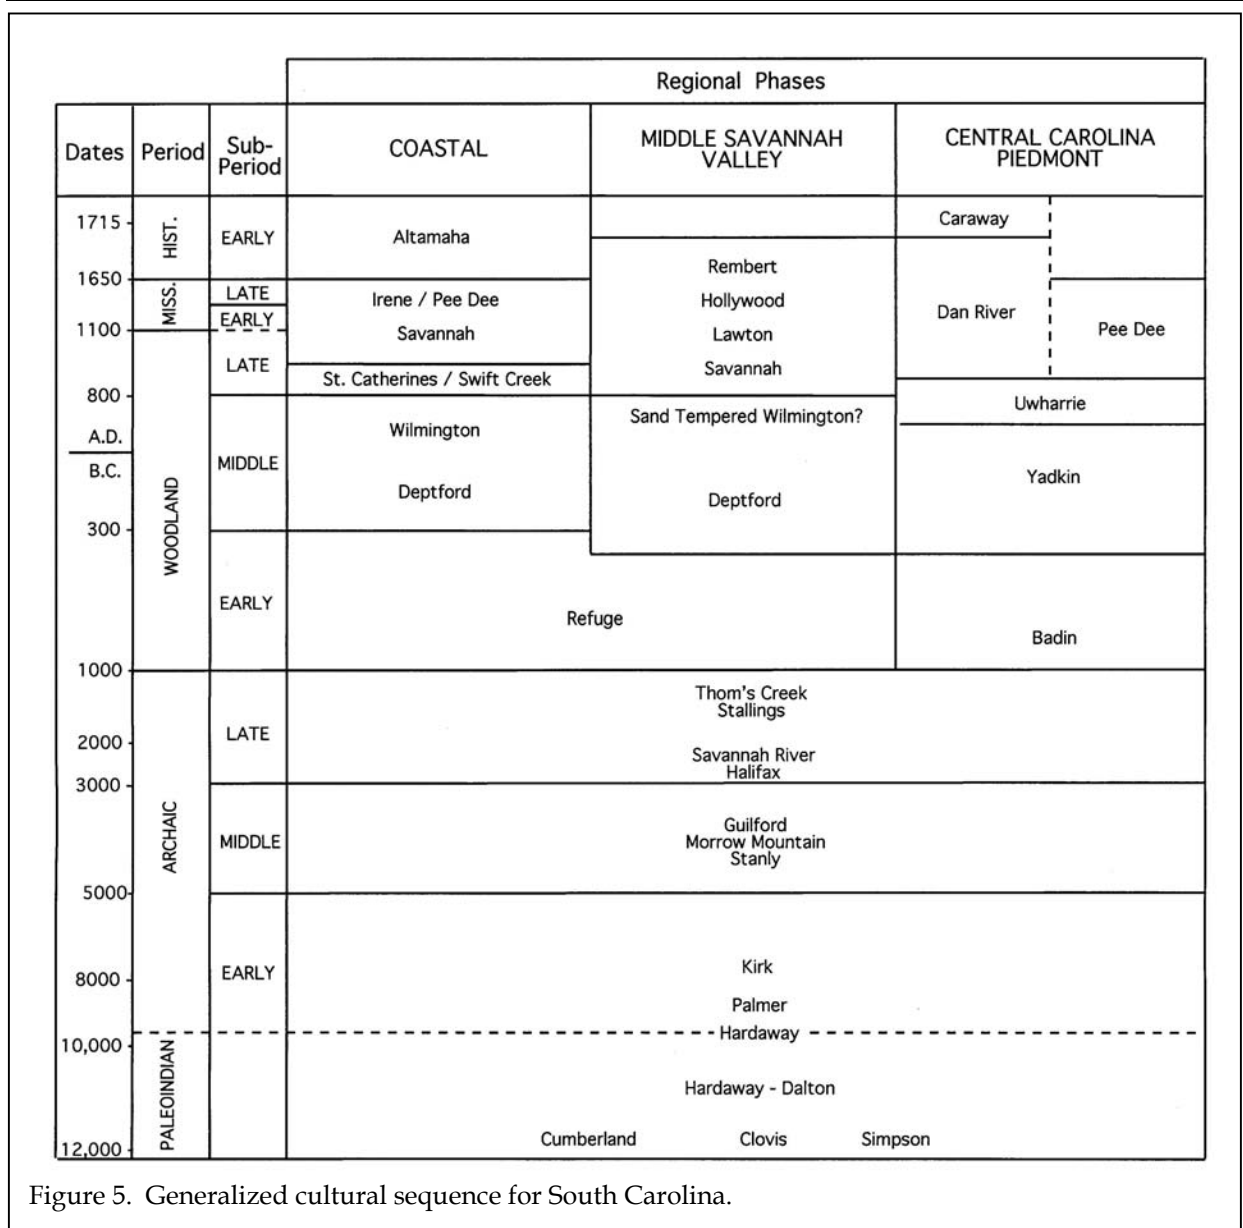 Regional Phases
Dates
Period
Sub-
Period
COASTAL
MIDDLE SAVANNAH
VALLEY
CENTRAL CAROLINA
PIEDMONT
1715
HIST.
EARLY
Altamaha
Caraway
1650
MISS.
LATE
EARLY
Irene / Pee Dee
Savannah
Rembert
Hollywood
Lawton
Savannah
Dan River
Pee Dee
1100
WOODLAND
LATE
St. Catherines / Swift Creek
800
A.D.
B.C.
MIDDLE
Wilmington
Deptford
Sand Tempered Wilmington?
Deptford
Uwharrie
Yadkin
300
EARLY
Refuge
Badin
1000
ARCHAIC
LATE
Thom's Creek
Stallings
2000
Savannah River
Halifax
3000
MIDDLE
Guilford
Morrow Mountain
Stanly
5000
EARLY
8000
Kirk
Palmer
Hardaway
10,000
PALEOINDIAN
Hardaway - Dalton
12,000
Cumberland Clovis Simpson
Figure 5. Generalized cultural sequence for South Carolina.